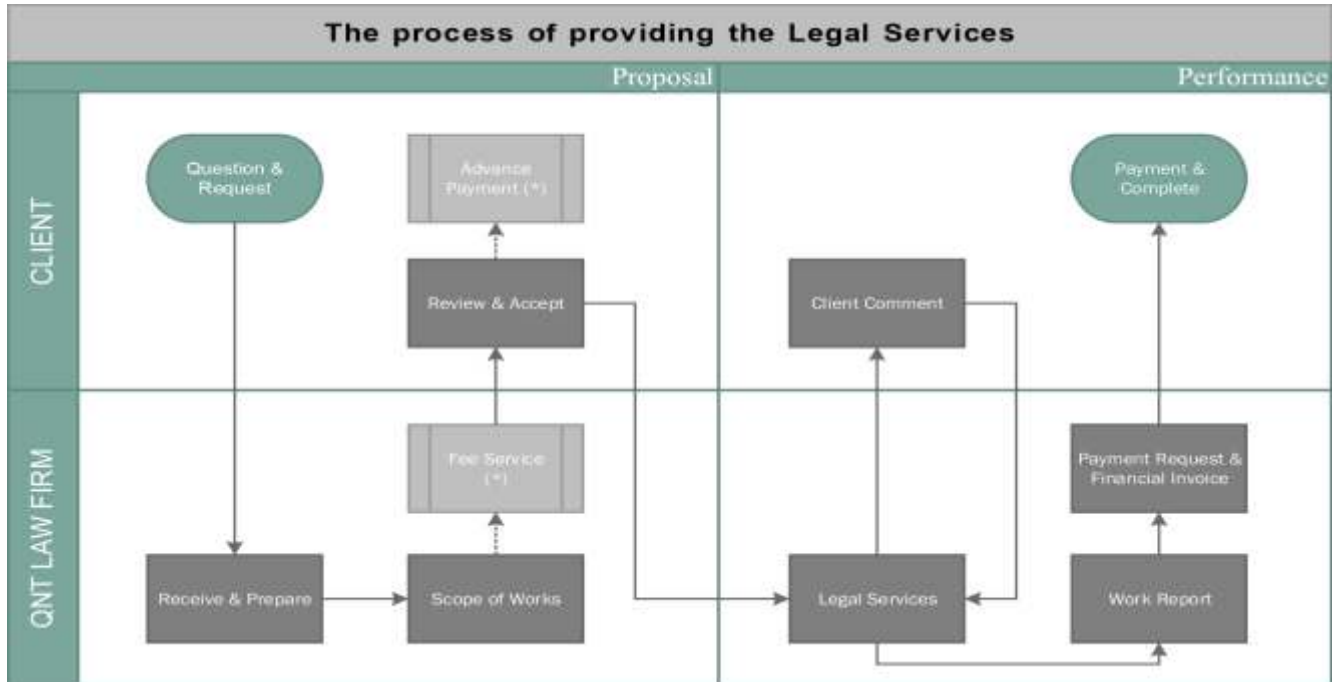 The process of providing the Legal Services
Proposal
Performance
CLIENT
Question &
Request
Advance
Payment (*)
Payment &
Complete
Review & Accept
Client Comment
QNT LAW FIRM
Fee Service
(*)
Payment Request &
Financial Invoice
Receive & Prepare
Scope of Works
Legal Services
Work Report